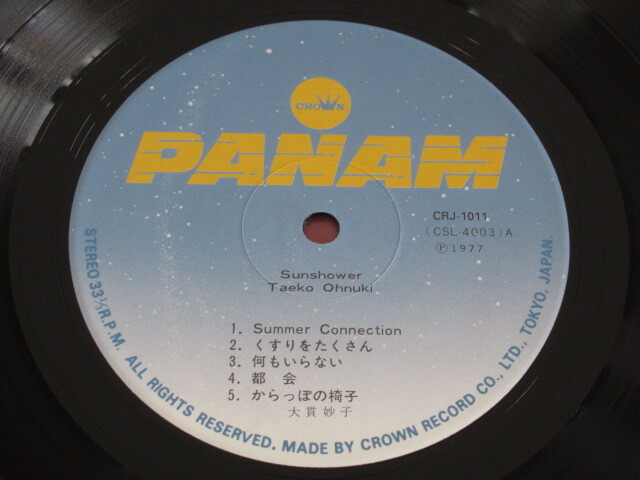 CROWN
PANAM
CRJ-1011
(CSL-4003)A
Ⓟ1977
Sunshower
Taeko Ohnuki
1. Summer Connection
2. くすりをたくさん
3. 何もいらない
4. 都 会
5. からっぽの椅子
大貫妙子
STEREO 33⅓R.P.M. ALL RIGHTS RESERVED. MADE BY CROWN RECORD CO., LTD., TOKYO, JAPAN.